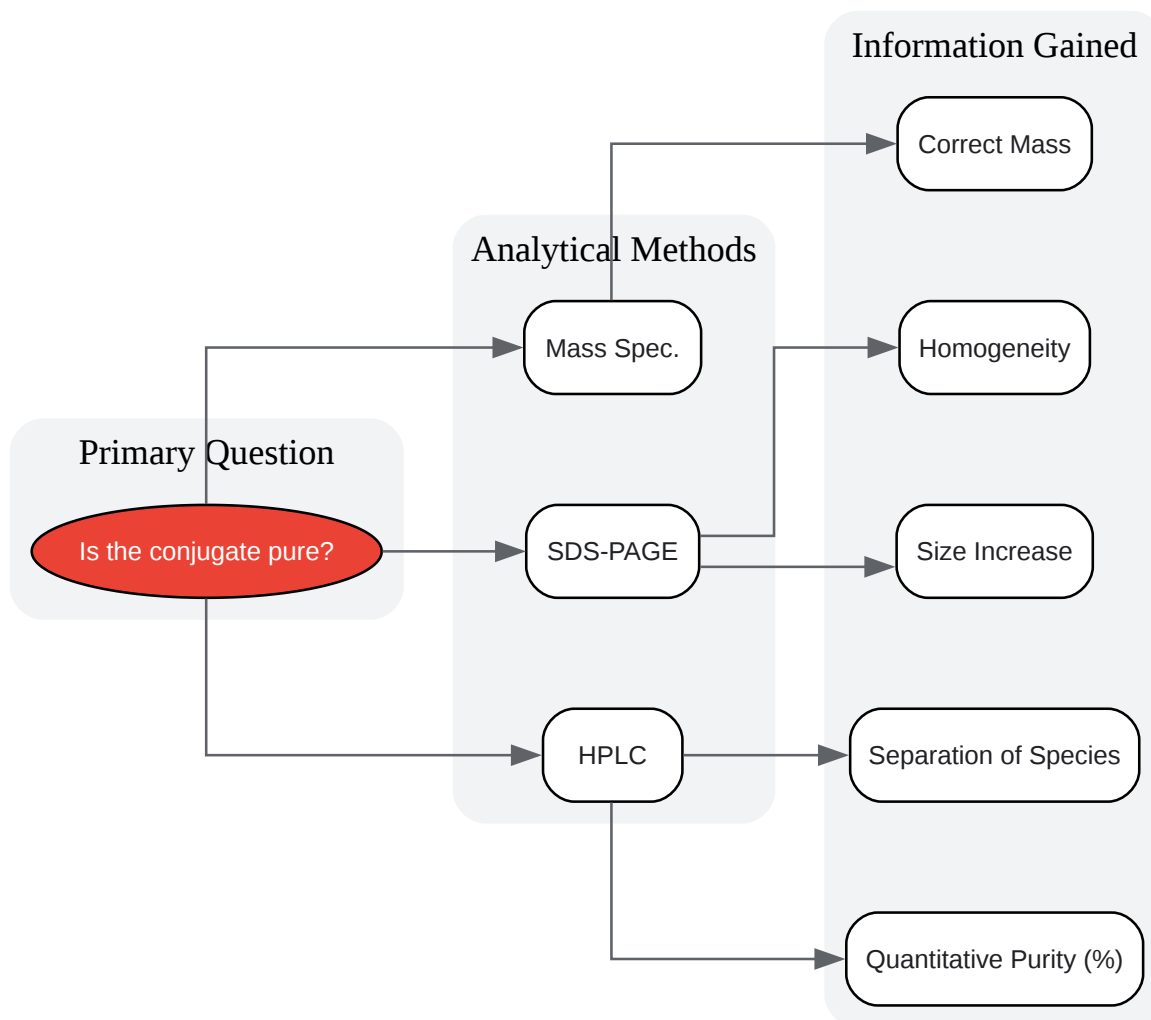 Information Gained
Correct Mass
Analytical Methods
Mass Spec.
Homogeneity
Primary Question
Is the conjugate pure?
SDS-PAGE
Size Increase
HPLC
Separation of Species
Quantitative Purity (%)